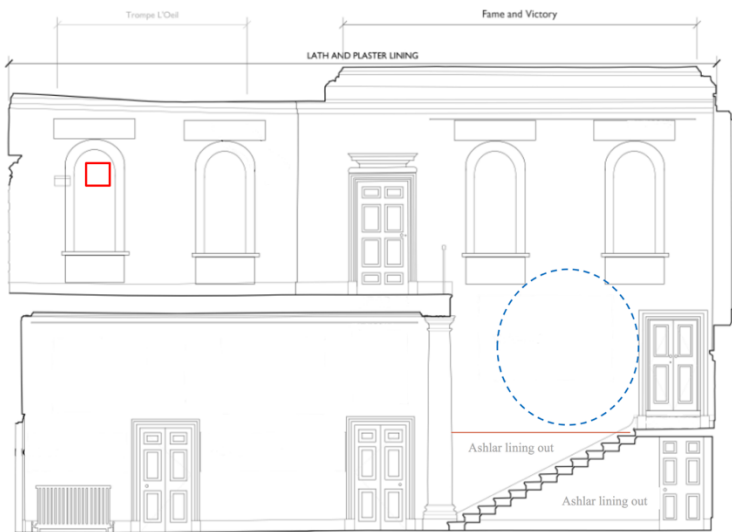 Trompe L'Oeil
Fame and Victory
LATH AND PLASTER LINING
Ashlar lining out
Ashlar lining out